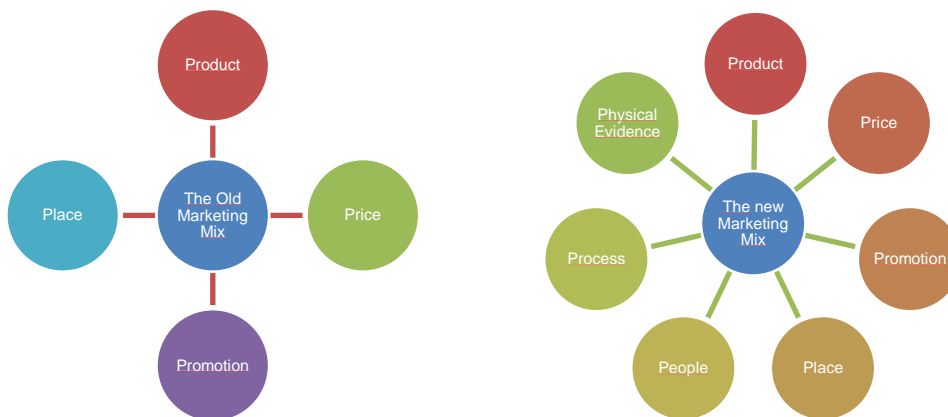 Product
Place
The Old
Marketing
Mix
Price
Promotion
Product
Physical
Evidence
Price
The new
Marketing
Mix
Process
Promotion
People
Place